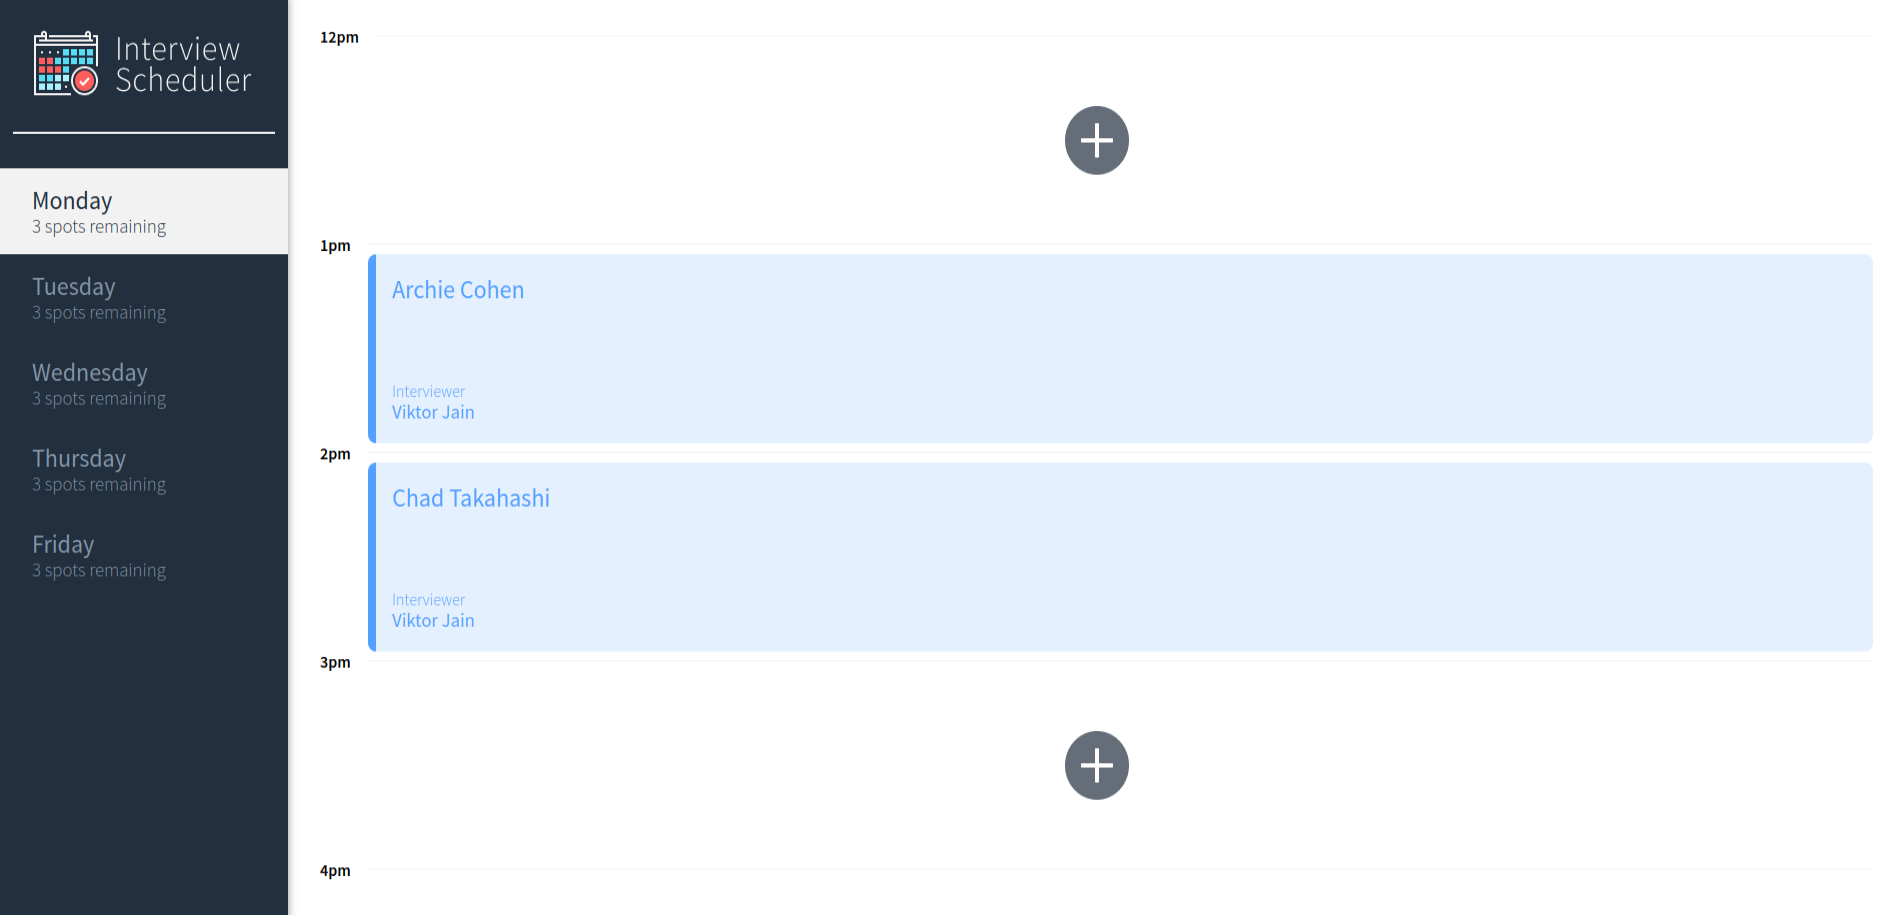 Interview
Scheduler
Monday
3 spots remaining
Tuesday
3 spots remaining
Wednesday
3 spots remaining
Thursday
3 spots remaining
Friday
3 spots remaining
12pm
1pm
Archie Cohen
Interviewer
Viktor Jain
2pm
Chad Takahashi
Interviewer
Viktor Jain
3pm
4pm